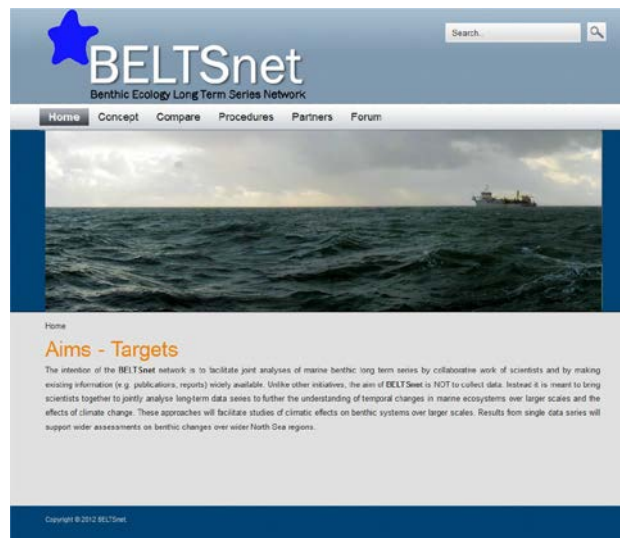 Search..
BELTSnet
Benthic Ecology Long Term Series Network
Home Concept Compare Procedures Partners Forum
Home
Aims - Targets
The intention of the BELTSnet network is to facilitate joint analyses of marine benthic long term series by collaborative work of scientists and by making
existing information (e.g. publications, reports) widely available. Unlike other initiatives, the aim of BELTSnet is NOT to collect data. Instead it is meant to bring
scientists together to jointly analyse long-term data series to further the understanding of temporal changes in marine ecosystems over larger scales and the
effects of climate change. These approaches will facilitate studies of climatic effects on benthic systems over larger scales. Results from single data series will
support wider assessments on benthic changes over wider North Sea regions.
Copyright © 2012 BELTSnet.